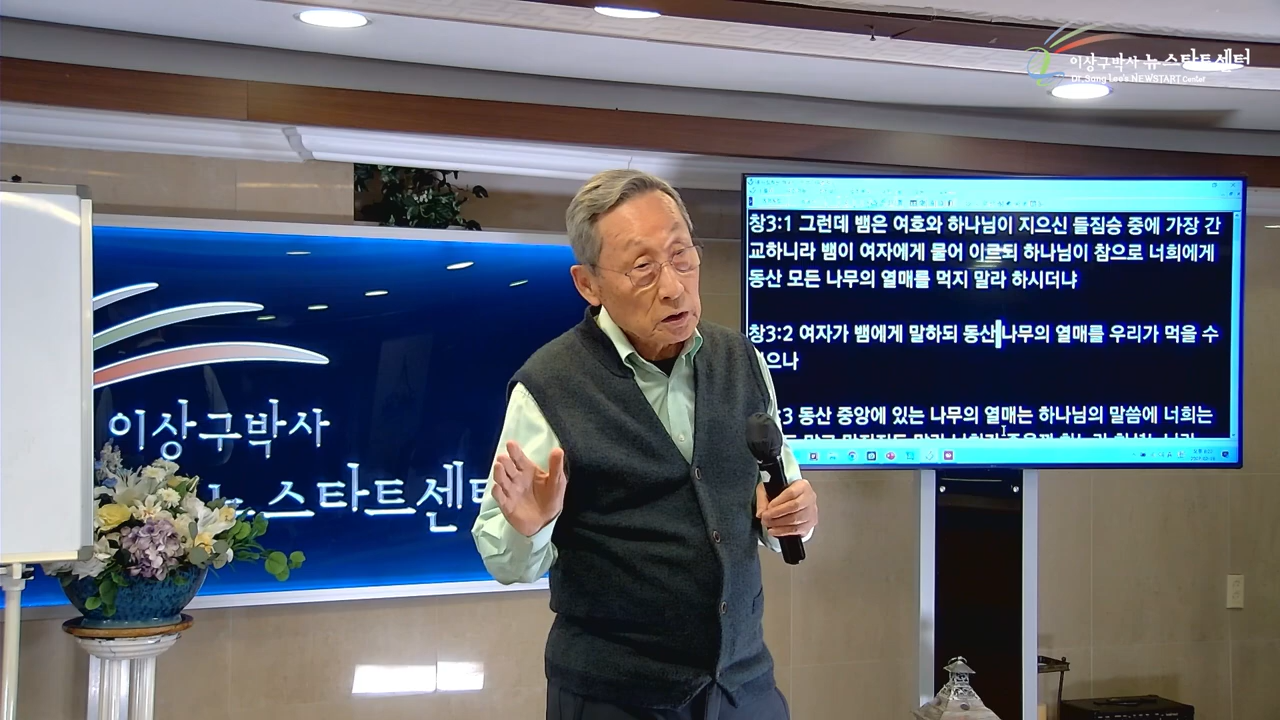 이상구박사 뉴스타트센터
Dr. Sang Lee's NEWSTART Center
이상구박사
뉴스타트센터
창3:1 그런데 뱀은 여호와 하나님이 지으신 들짐승 중에 가장 간
교하니라 뱀이 여자에게 물어 이르되 하나님이 참으로 너희에게
동산 모든 나무의 열매를 먹지 말라 하시더냐
창3:2 여자가 뱀에게 말하되 동산 나무의 열매를 우리가 먹을 수
으나
3 동산 중앙에 있는 나무의 열매는 하나님의 말씀에 너희는